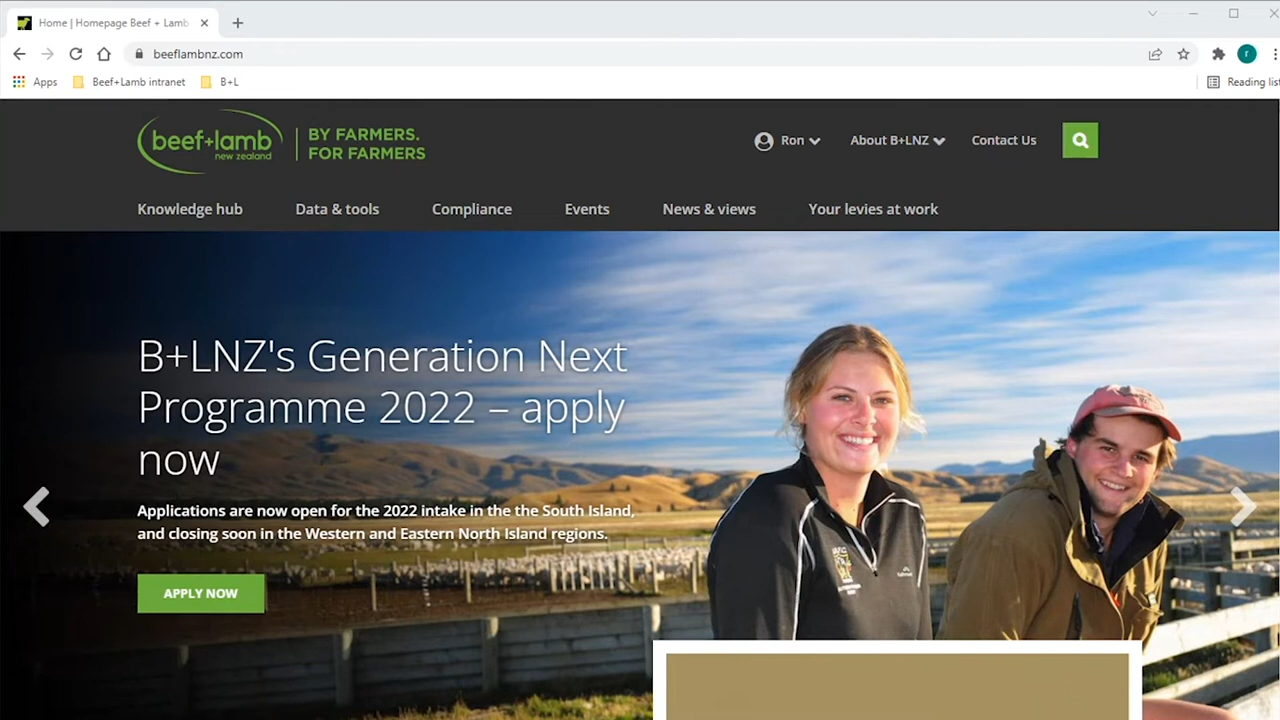 Home | Homepage Beef + Lamb
beeflambnz.com
r
Apps
Beef+Lamb intranet
B+L
Reading list
beef+lamb
new zealand
BY FARMERS.
FOR FARMERS
Ron
About B+LNZ
Contact Us
Knowledge hub
Data & tools
Compliance
Events
News & views
Your levies at work
B+LNZ's Generation Next
Programme 2022 – apply
now
Applications are now open for the 2022 intake in the the South Island,
and closing soon in the Western and Eastern North Island regions.
APPLY NOW